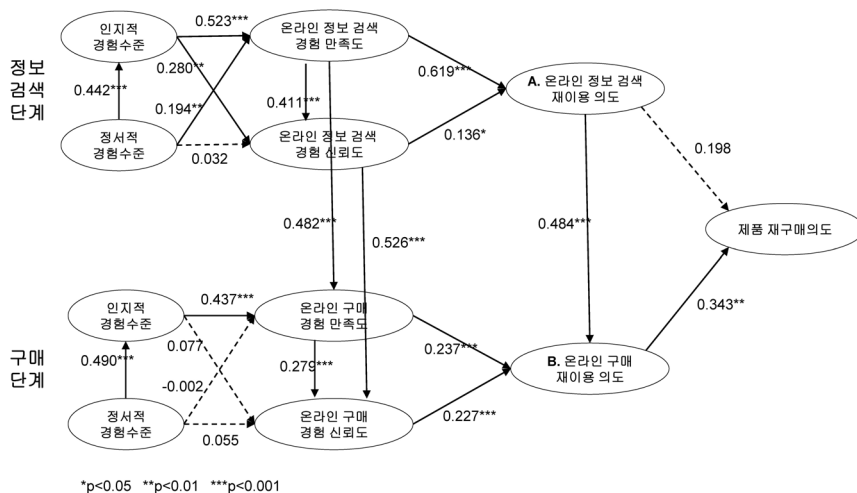 정보
검색
단계
인지적
경험수준
0.523***
온라인 정보 검색
경험 만족도
0.280**
0.442***
0.194**
0.411***
0.619***
A. 온라인 정보 검색
재이용 의도
정서적
경험수준
0.032
온라인 정보 검색
경험 신뢰도
0.136*
0.198
0.482***
0.526***
0.484***
제품 재구매의도
구매
단계
인지적
경험수준
0.437***
온라인 구매
경험 만족도
0.343**
0.077
0.490***
-0.002
0.279***
0.237***
B. 온라인 구매
재이용 의도
정서적
경험수준
0.055
온라인 구매
경험 신뢰도
0.227***
*p<0.05 **p<0.01 ***p<0.001